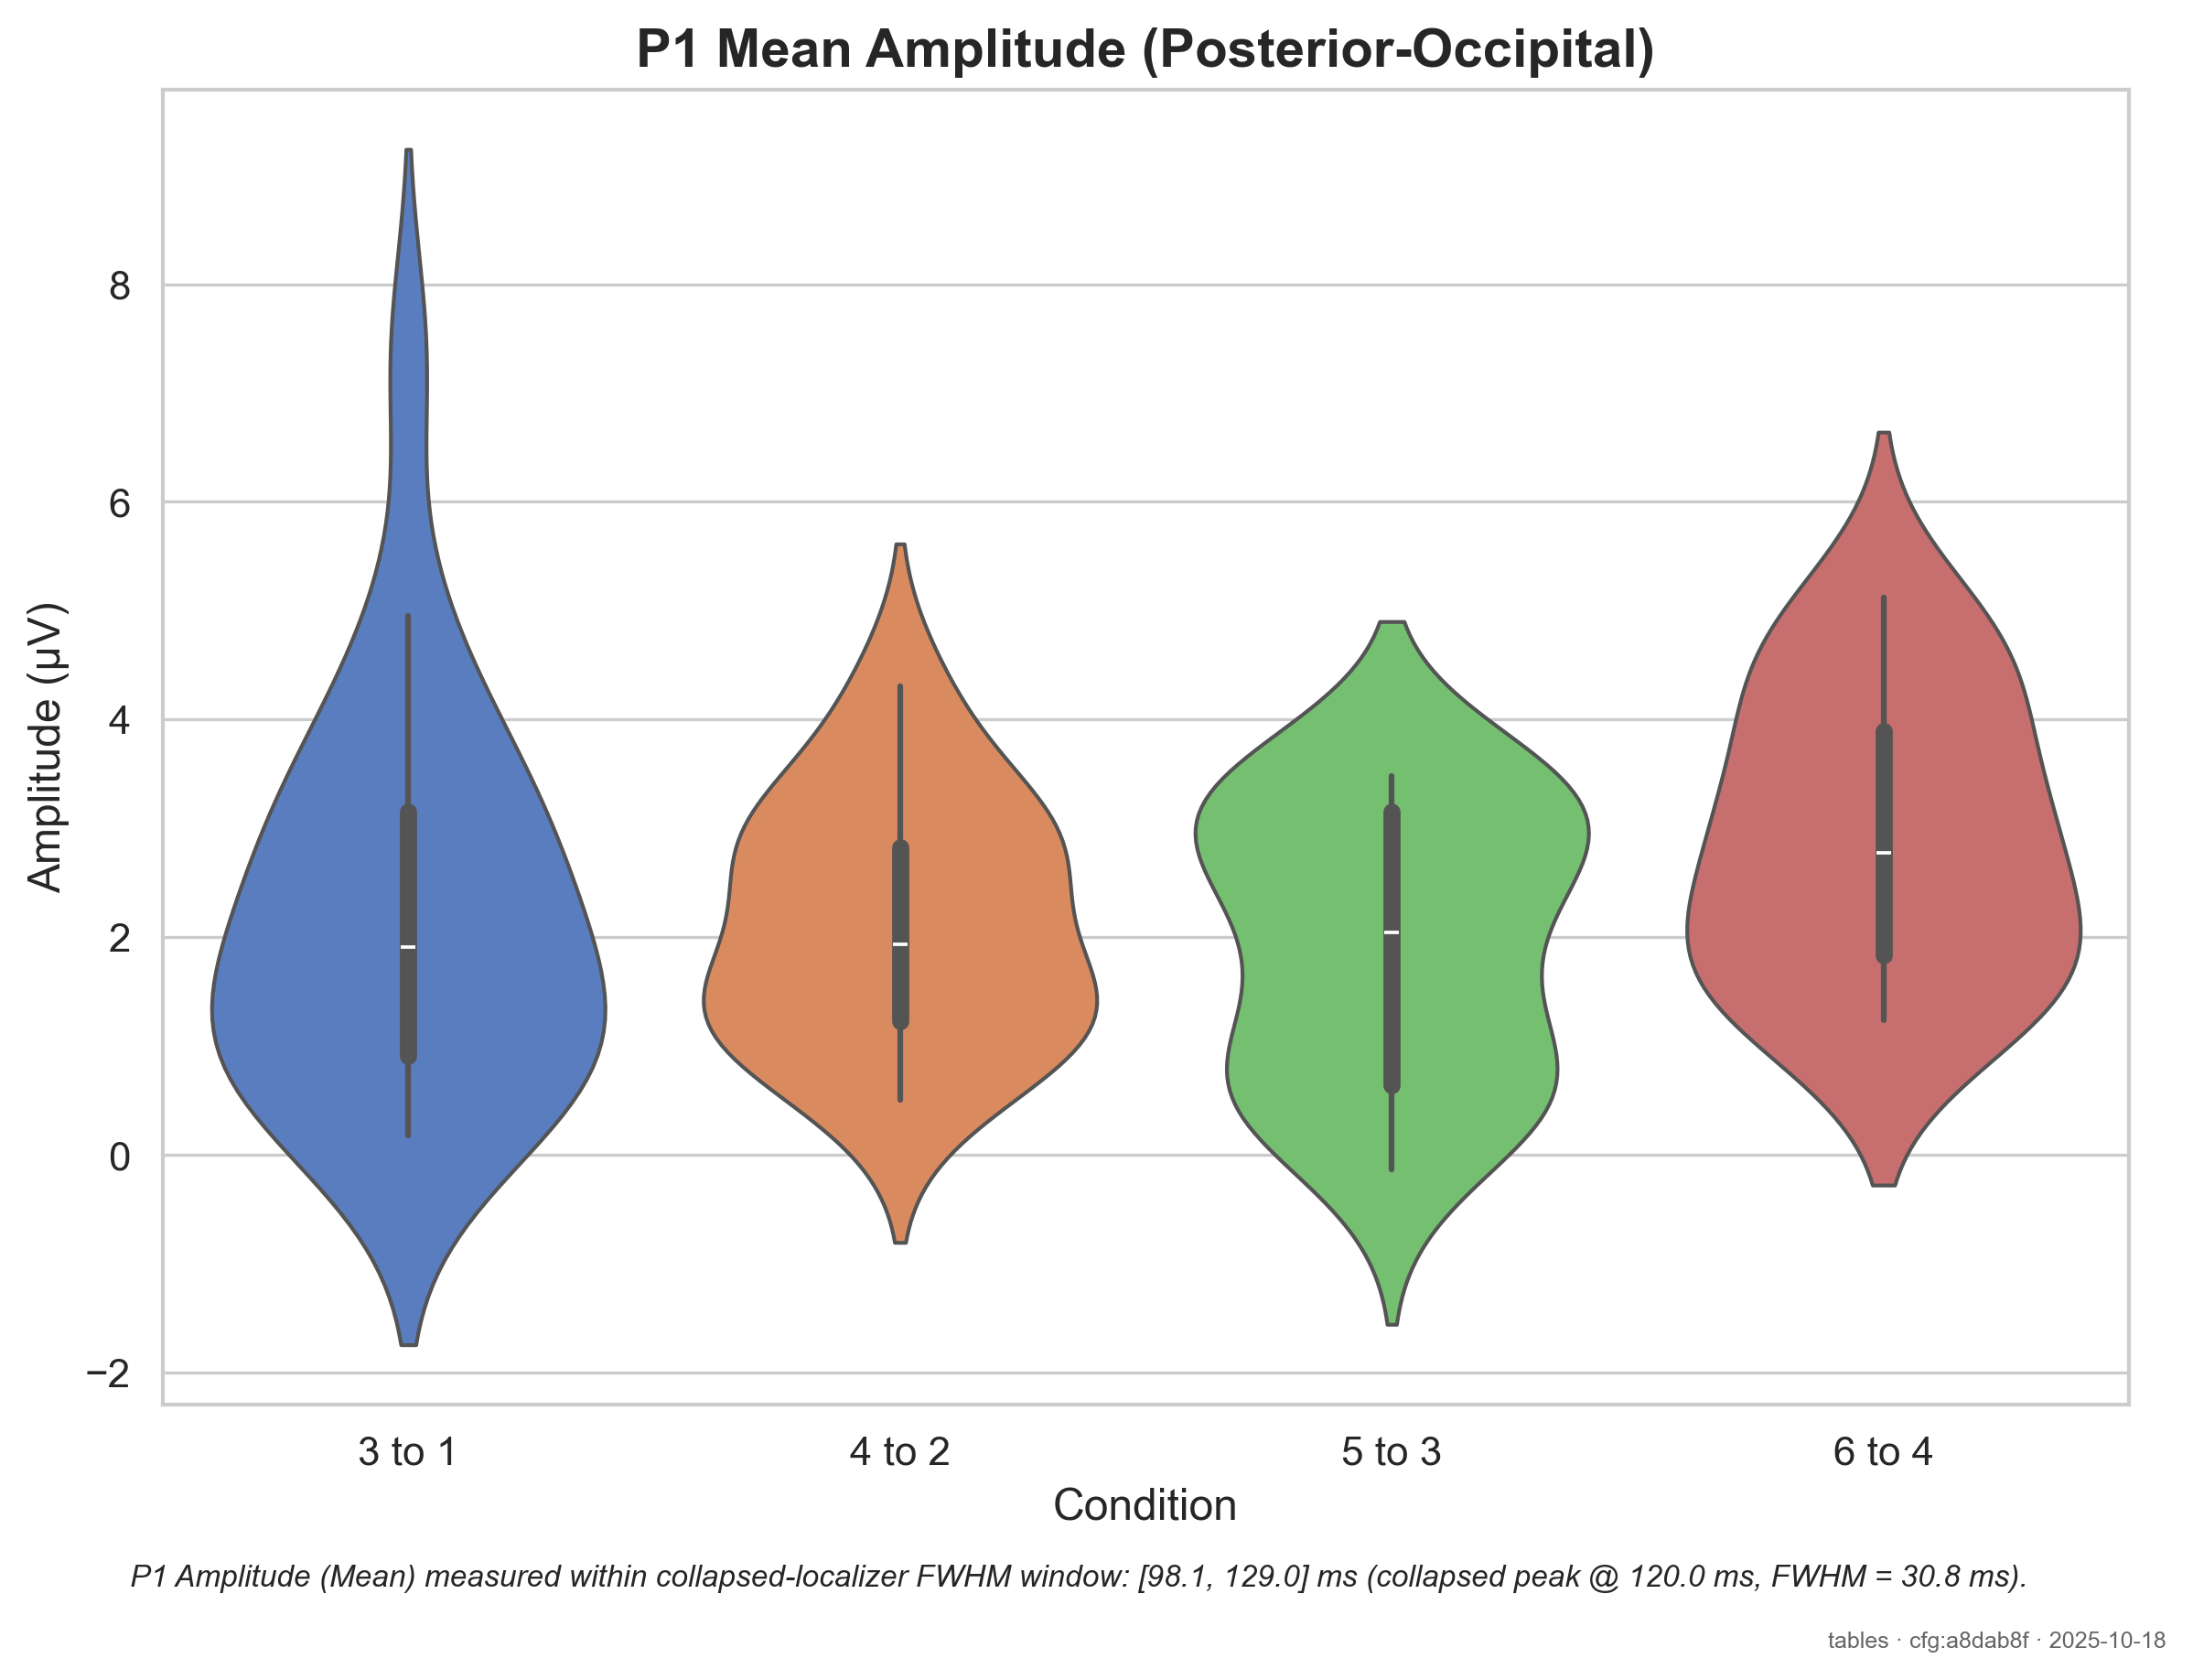 P1 Mean Amplitude (Posterior-Occipital)
Amplitude (µV)
8
6
4
2
0
−2
3 to 1
4 to 2
5 to 3
6 to 4
Condition
P1 Amplitude (Mean) measured within collapsed-localizer FWHM window: [98.1, 129.0] ms (collapsed peak @ 120.0 ms, FWHM = 30.8 ms).
tables · cfg:a8dab8f · 2025-10-18